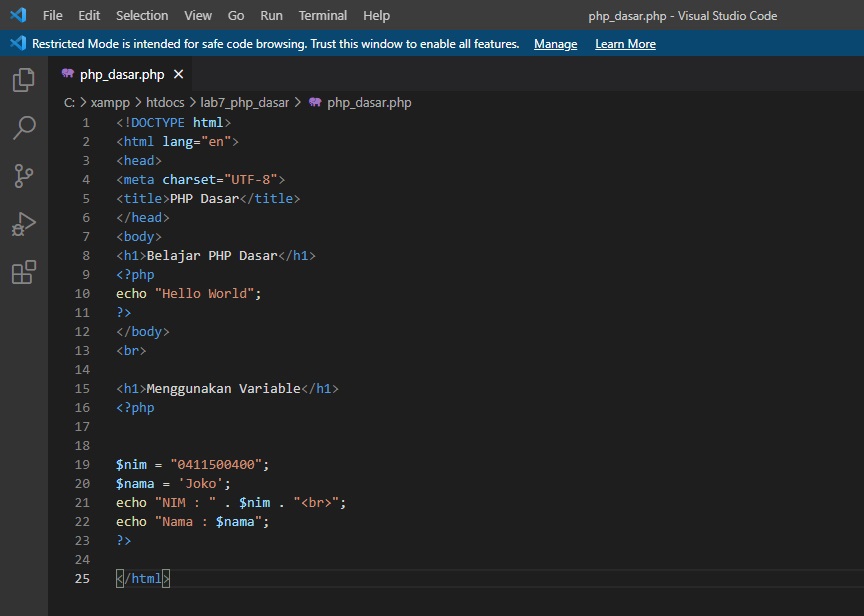 File Edit Selection View Go Run Terminal Help php_dasar.php - Visual Studio Code
Restricted Mode is intended for safe code browsing. Trust this window to enable all features. Manage Learn More
php_dasar.php
C: > xampp > htdocs > lab7_php_dasar > php_dasar.php
1 <!DOCTYPE html>
2 <html lang="en">
3 <head>
4 <meta charset="UTF-8">
5 <title>PHP Dasar</title>
6 </head>
7 <body>
8 <h1>Belajar PHP Dasar</h1>
9 <?php
10 echo "Hello World";
11 ?>
12 </body>
13 <br>
14
15 <h1>Menggunakan Variable</h1>
16 <?php
17
18
19 $nim = "0411500400";
20 $nama = 'Joko';
21 echo "NIM : " . $nim . "<br>";
22 echo "Nama : $nama";
23 ?>
24
25 </html>